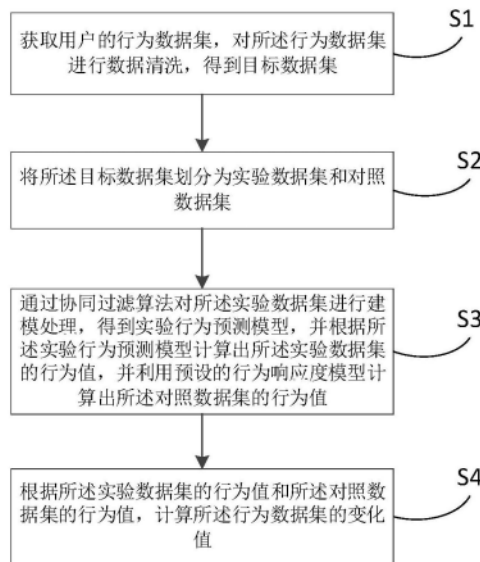 S1
获取用户的行为数据集，对所述行为数据集
进行数据清洗，得到目标数据集
S2
将所述目标数据集划分为实验数据集和对照
数据集
S3
通过协同过滤算法对所述实验数据集进行建
模处理，得到实验行为预测模型，并根据所
述实验行为预测模型计算出所述实验数据集
的行为值，并利用预设的行为响应度模型计
算出所述对照数据集的行为值
S4
根据所述实验数据集的行为值和所述对照数
据集的行为值，计算所述行为数据集的变化
值